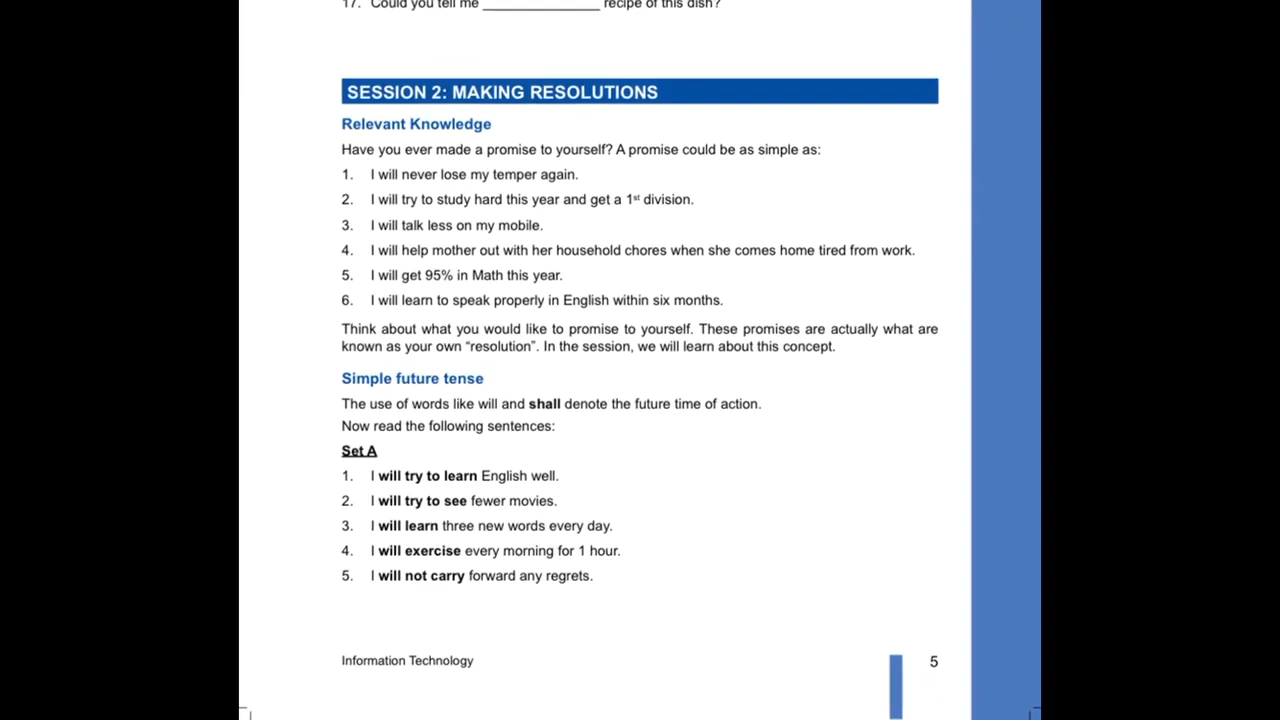 17. Could you tell me _______________ recipe of this dish?
SESSION 2: MAKING RESOLUTIONS
Relevant Knowledge
Have you ever made a promise to yourself? A promise could be as simple as:
1. I will never lose my temper again.
2. I will try to study hard this year and get a 1st division.
3. I will talk less on my mobile.
4. I will help mother out with her household chores when she comes home tired from work.
5. I will get 95% in Math this year.
6. I will learn to speak properly in English within six months.
Think about what you would like to promise to yourself. These promises are actually what are
known as your own “resolution”. In the session, we will learn about this concept.
Simple future tense
The use of words like will and shall denote the future time of action.
Now read the following sentences:
Set A
1. I will try to learn English well.
2. I will try to see fewer movies.
3. I will learn three new words every day.
4. I will exercise every morning for 1 hour.
5. I will not carry forward any regrets.
Information Technology
5